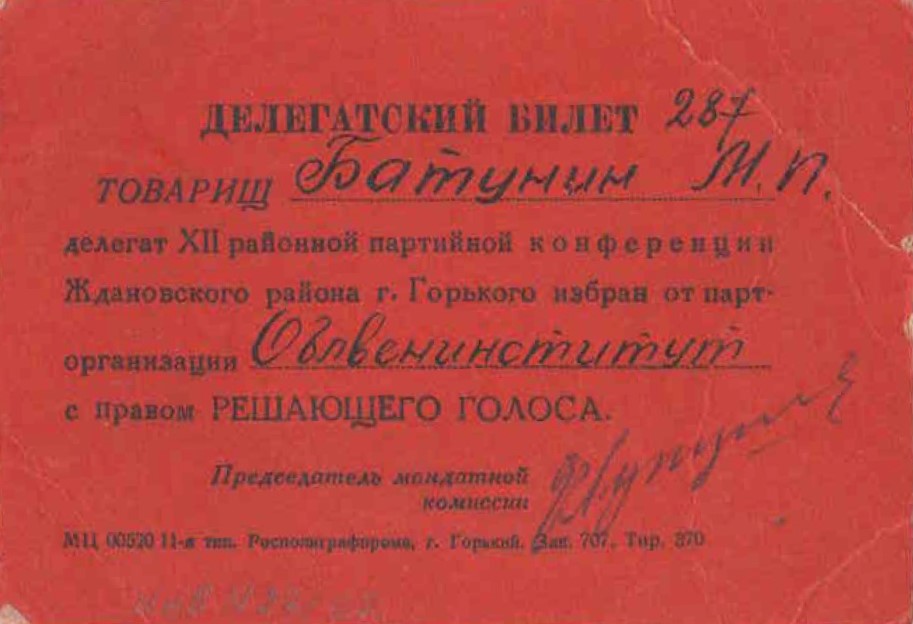 ДЕЛЕГАТСКИЙ БИЛЕТ 287
ТОВАРИЩ Батунин М. П.
делегат XII районной партийной конференции
Ждановского района г. Горького избран от парт-
организации Облвенинститут
с правом РЕШАЮЩЕГО ГОЛОСА.
Председатель мандатной
комиссии
МЦ 00520 11-я тип. Росполиграфпрома, г. Горький. Зак. 707. Тир. 370